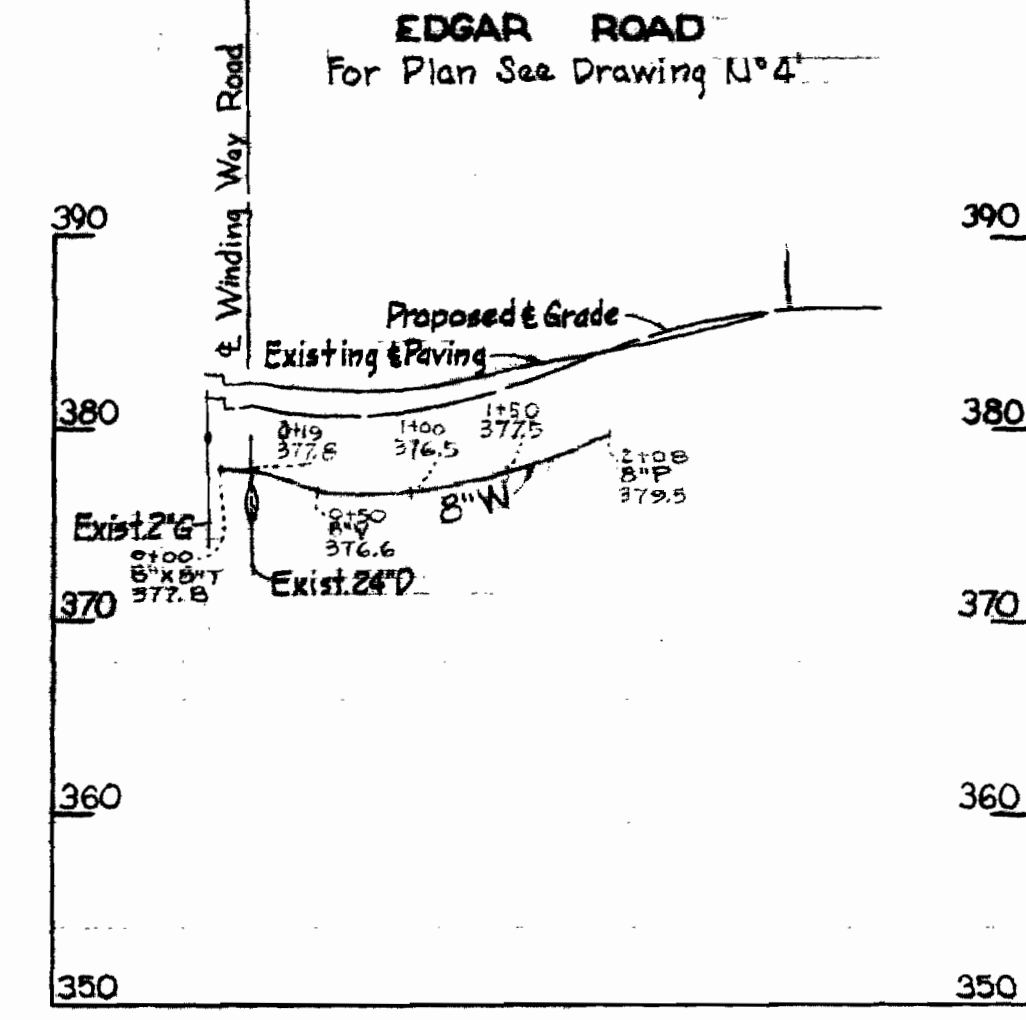 EDGAR ROAD
For Plan See Drawing N° 4
℄ Winding Way Road
390
390
Proposed ℄ Grade
Existing ℄ Paving
380
380
0+19
377.8
1+00
376.5
1+50
377.5
2+08
8"P
379.5
8"W
Exist. 2"G
0+50
376.6
0+00
8"X8"T
377.8
Exist. 24"D
370
370
360
360
350
350